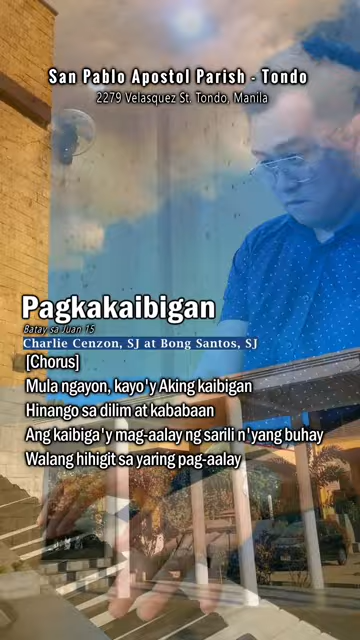 San Pablo Apostol Parish - Tondo
2279 Velasquez St. Tondo, Manila
Pagkakaibigan
Batay sa Juan 15
Charlie Cenzon, SJ at Bong Santos, SJ
[Chorus]
Mula ngayon, kayo'y Aking kaibigan
Hinango sa dilim at kababaan
Ang kaibiga'y mag-aalay ng sarili n'yang buhay
Walang hihigit sa yaring pag-aalay